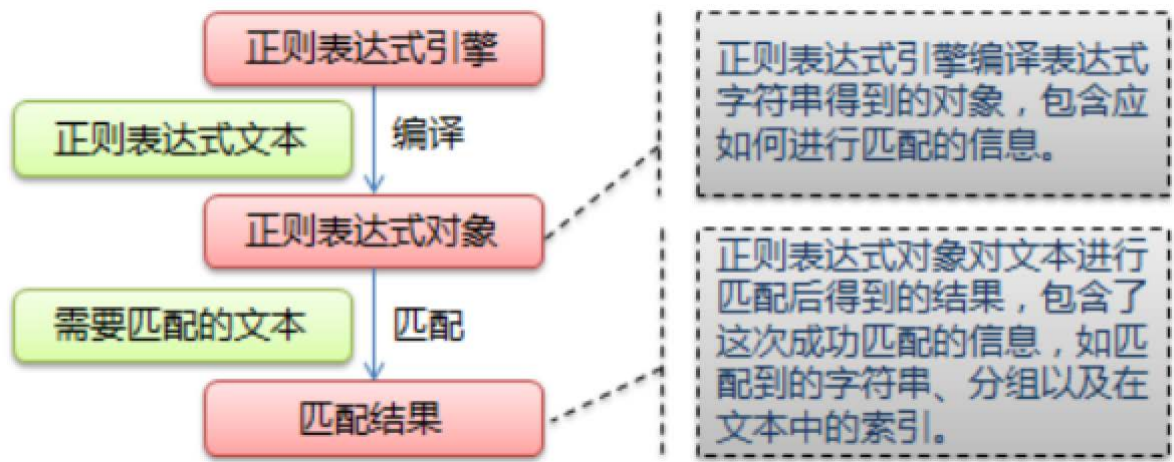 正则表达式引擎
正则表达式文本
编译
正则表达式对象
需要匹配的文本
匹配
匹配结果
正则表达式引擎编译表达式
字符串得到的对象，包含应
如何进行匹配的信息。
正则表达式对象对文本进行
匹配后得到的结果，包含了
这次成功匹配的信息，如匹
配到的字符串、分组以及在
文本中的索引。